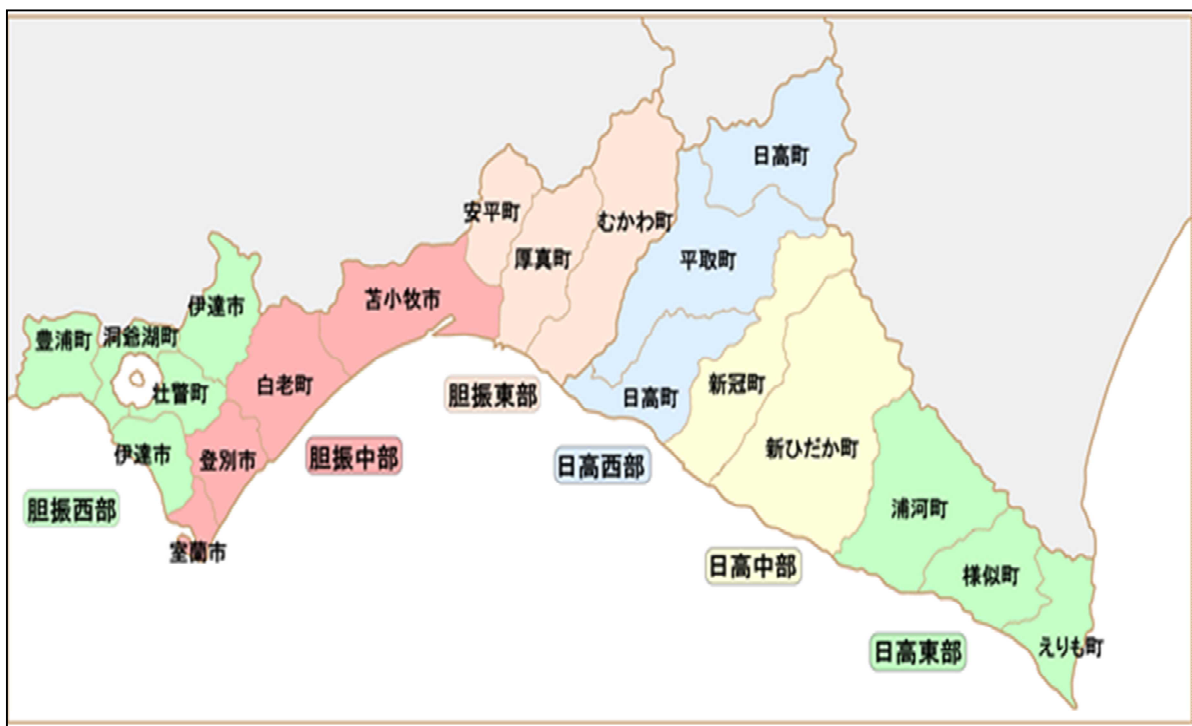 日高町
安平町
むかわ町
厚真町
平取町
伊達市
苫小牧市
豊浦町
洞爺湖町
壮瞥町
白老町
胆振東部
日高町
新冠町
伊達市
登別市
胆振中部
日高西部
新ひだか町
胆振西部
浦河町
室蘭市
日高中部
様似町
日高東部
えりも町